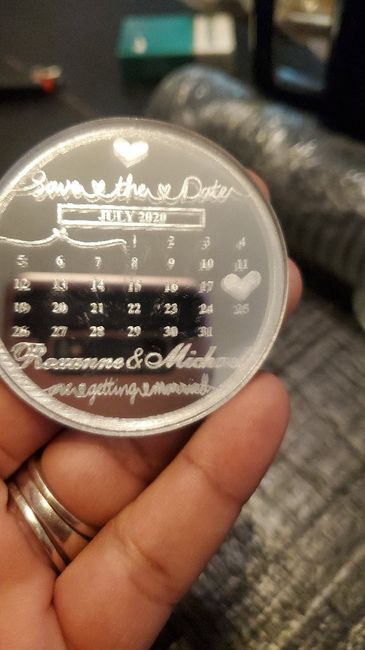 Save the Date
JULY 2020
1 2 3 4
5 6 7 8 9 10 11
12 13 14 15 16 17
19 20 21 22 23 24 25
26 27 28 29 30 31
Roxanne & Michael
are getting married